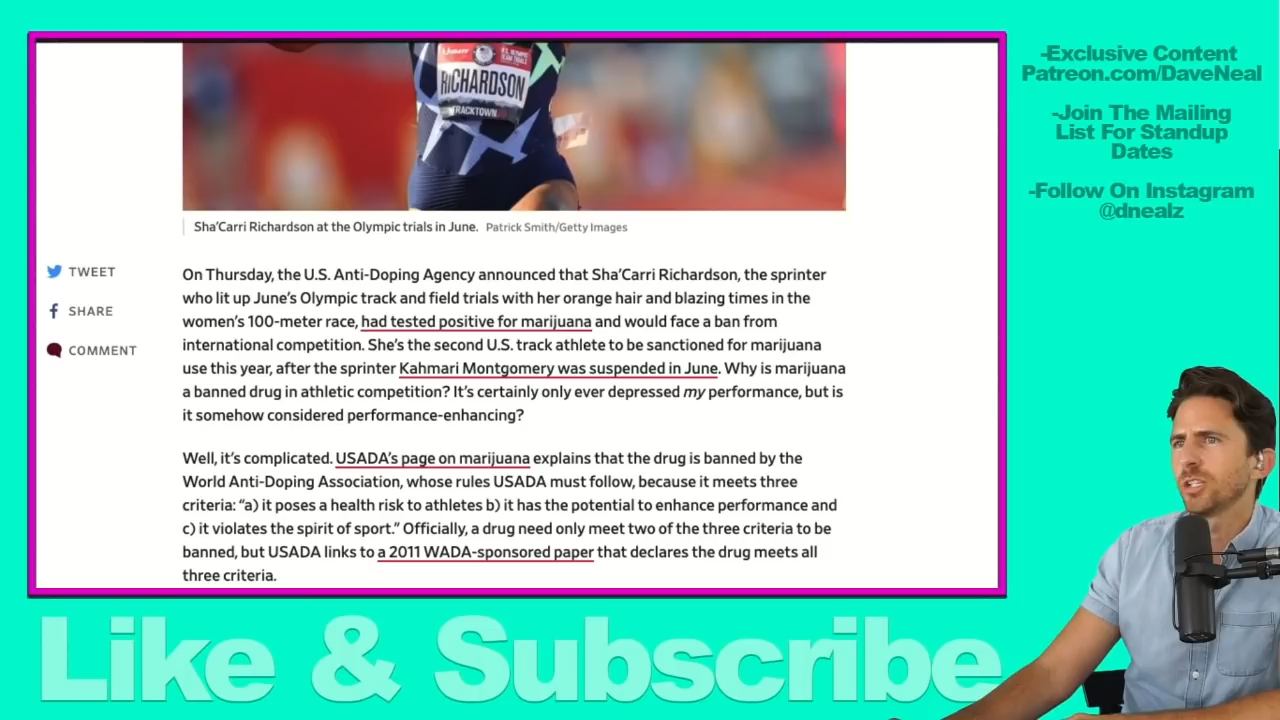 RICHARDSON
TRACKTOWN
Sha'Carri Richardson at the Olympic trials in June. Patrick Smith/Getty Images
TWEET
SHARE
COMMENT
On Thursday, the U.S. Anti-Doping Agency announced that Sha'Carri Richardson, the sprinter
who lit up June's Olympic track and field trials with her orange hair and blazing times in the
women's 100-meter race, had tested positive for marijuana and would face a ban from
international competition. She's the second U.S. track athlete to be sanctioned for marijuana
use this year, after the sprinter Kahmari Montgomery was suspended in June. Why is marijuana
a banned drug in athletic competition? It's certainly only ever depressed my performance, but is
it somehow considered performance-enhancing?
Well, it's complicated. USADA's page on marijuana explains that the drug is banned by the
World Anti-Doping Association, whose rules USADA must follow, because it meets three
criteria: "a) it poses a health risk to athletes b) it has the potential to enhance performance and
c) it violates the spirit of sport." Officially, a drug need only meet two of the three criteria to be
banned, but USADA links to a 2011 WADA-sponsored paper that declares the drug meets all
three criteria.
-Exclusive Content
Patreon.com/DaveNeal
-Join The Mailing
List For Standup
Dates
-Follow On Instagram
@dnealz
Like & Subscribe